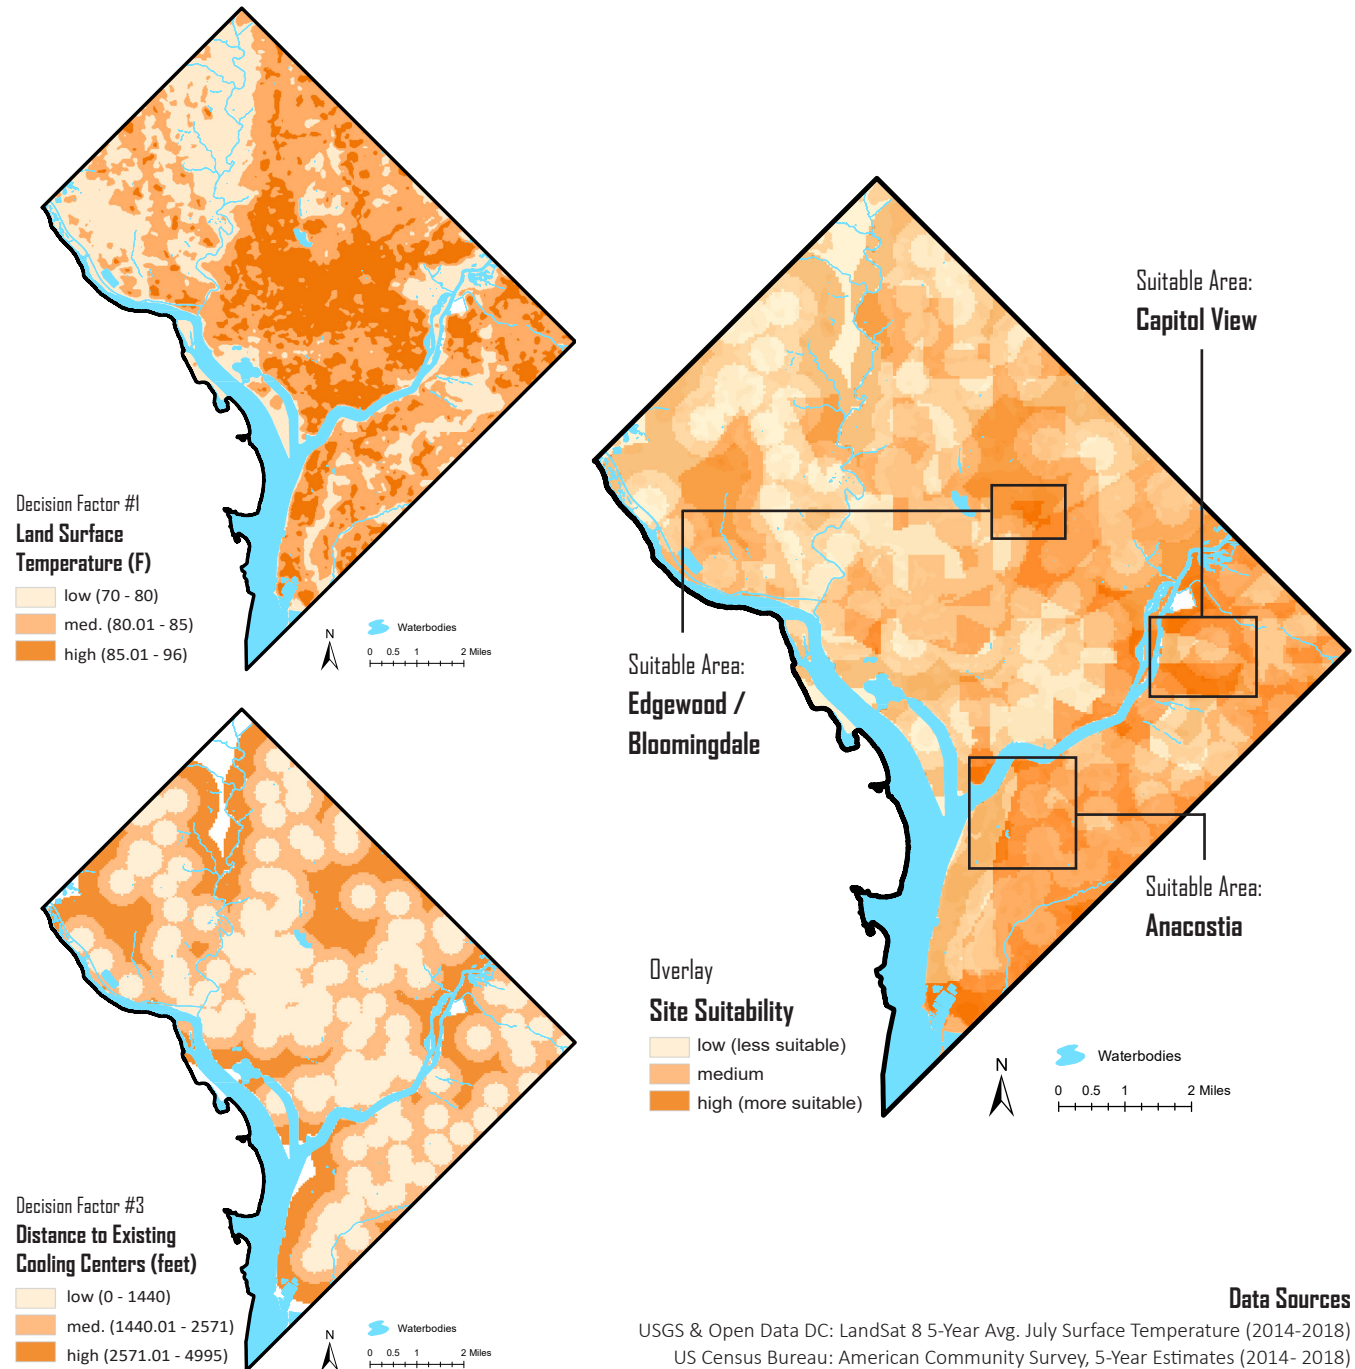 Decision Factor #1
Land Surface
Temperature (F)
low (70 - 80)
med. (80.01 - 85)
high (85.01 - 96)
N
Waterbodies
0 0.5 1 2 Miles
Decision Factor #3
Distance to Existing
Cooling Centers (feet)
low (0 - 1440)
med. (1440.01 - 2571)
high (2571.01 - 4995)
N
Waterbodies
0 0.5 1 2 Miles
Suitable Area:
Capitol View
Suitable Area:
Edgewood /
Bloomingdale
Suitable Area:
Anacostia
Overlay
Site Suitability
low (less suitable)
medium
high (more suitable)
N
Waterbodies
0 0.5 1 2 Miles
Data Sources
USGS & Open Data DC: LandSat 8 5-Year Avg. July Surface Temperature (2014-2018)
US Census Bureau: American Community Survey, 5-Year Estimates (2014- 2018)